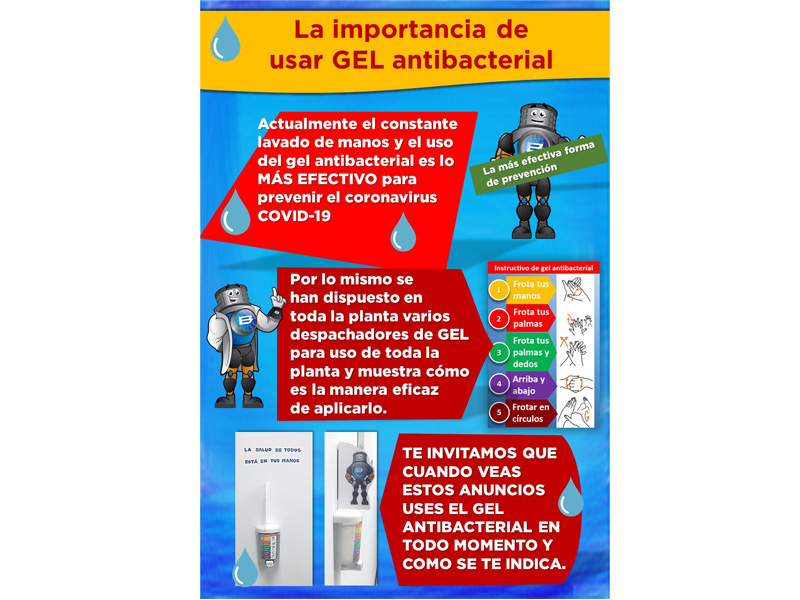 La importancia de
usar GEL antibacterial
Actualmente el constante
lavado de manos y el uso
del gel antibacterial es lo
MÁS EFECTIVO para
prevenir el coronavirus
COVID-19
La más efectiva forma
de prevención
Por lo mismo se
han dispuesto en
toda la planta varios
despachadores de GEL
para uso de toda la
planta y muestra cómo
es la manera eficaz
de aplicarlo.
Instructivo de gel antibacterial
1 Frota tus
manos
2 Frota tus
palmas
3 Frota tus
palmas y
dedos
4 Arriba y
abajo
5 Frotar en
círculos
LA SALUD DE TODOS
ESTÁ EN TUS MANOS
TE INVITAMOS QUE
CUANDO VEAS
ESTOS ANUNCIOS
USES EL GEL
ANTIBACTERIAL EN
TODO MOMENTO Y
COMO SE TE INDICA.